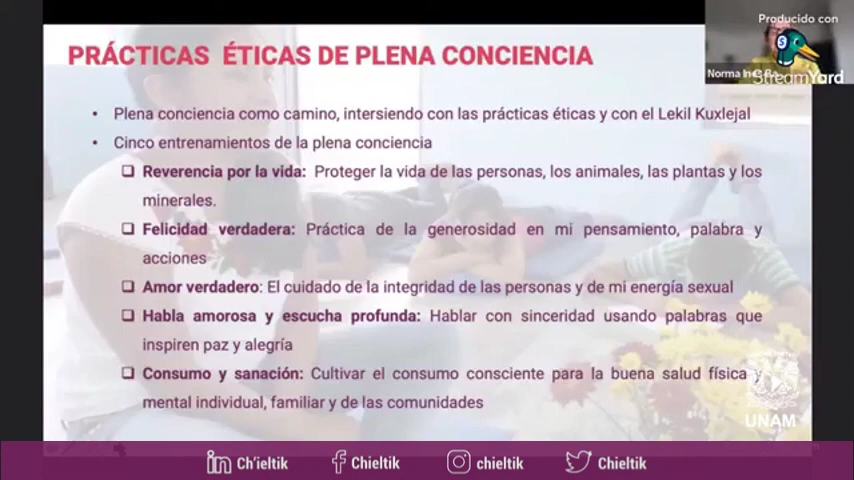 Producido con
StreamYard
Norma Ines
PRÁCTICAS ÉTICAS DE PLENA CONCIENCIA
• Plena conciencia como camino, intersiendo con las prácticas éticas y con el Lekil Kuxlejal
• Cinco entrenamientos de la plena conciencia
❑ Reverencia por la vida: Proteger la vida de las personas, los animales, las plantas y los
minerales.
❑ Felicidad verdadera: Práctica de la generosidad en mi pensamiento, palabra y
acciones
❑ Amor verdadero: El cuidado de la integridad de las personas y de mi energía sexual
❑ Habla amorosa y escucha profunda: Hablar con sinceridad usando palabras que
inspiren paz y alegría
❑ Consumo y sanación: Cultivar el consumo consciente para la buena salud física y
mental individual, familiar y de las comunidades
UNAM
Ch'ieltik
Chieltik
chieltik
Chieltik